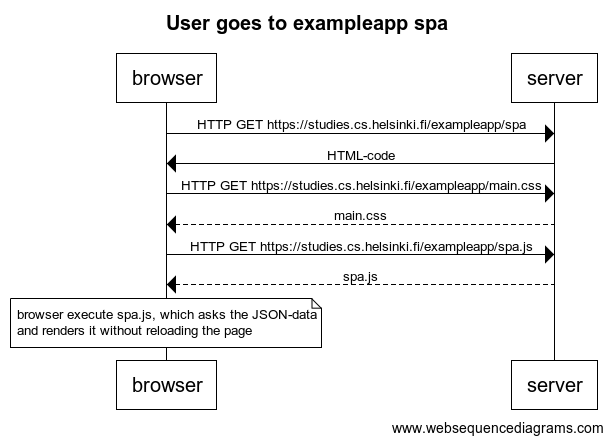 User goes to exampleapp spa
browser
server
HTTP GET https://studies.cs.helsinki.fi/exampleapp/spa
HTML-code
HTTP GET https://studies.cs.helsinki.fi/exampleapp/main.css
main.css
HTTP GET https://studies.cs.helsinki.fi/exampleapp/spa.js
spa.js
browser execute spa.js, which asks the JSON-data
and renders it without reloading the page
browser
server
www.websequencediagrams.com